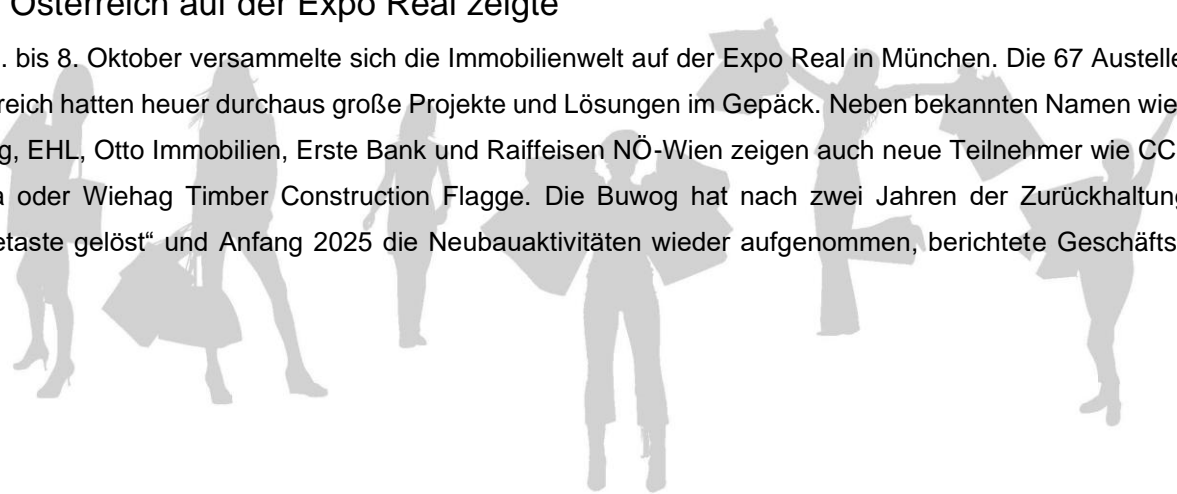 Österreich auf der Expo Real zeigte
. bis 8. Oktober versammelte sich die Immobilienwelt auf der Expo Real in München. Die 67 Austelle
reich hatten heuer durchaus große Projekte und Lösungen im Gepäck. Neben bekannten Namen wie
g, EHL, Otto Immobilien, Erste Bank und Raiffeisen NÖ-Wien zeigen auch neue Teilnehmer wie CC
a oder Wiehag Timber Construction Flagge. Die Buwog hat nach zwei Jahren der Zurückhaltung
etaste gelöst“ und Anfang 2025 die Neubauaktivitäten wieder aufgenommen, berichtete Geschäfts-